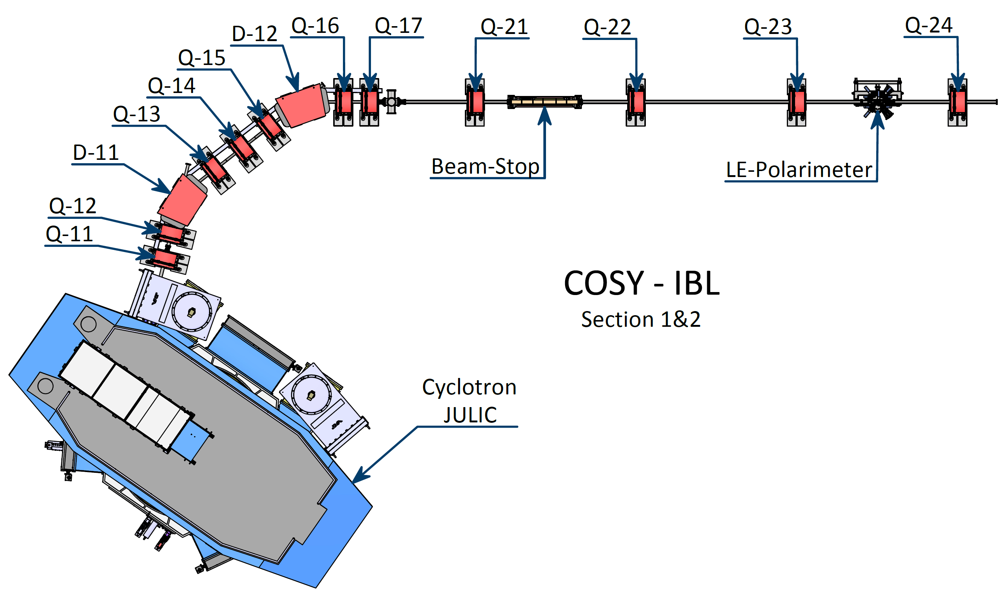 Q-16
Q-17
Q-21
Q-22
Q-23
Q-24
D-12
Q-15
Q-14
Q-13
D-11
Beam-Stop
LE-Polarimeter
Q-12
Q-11
COSY - IBL
Section 1&2
Cyclotron
JULIC